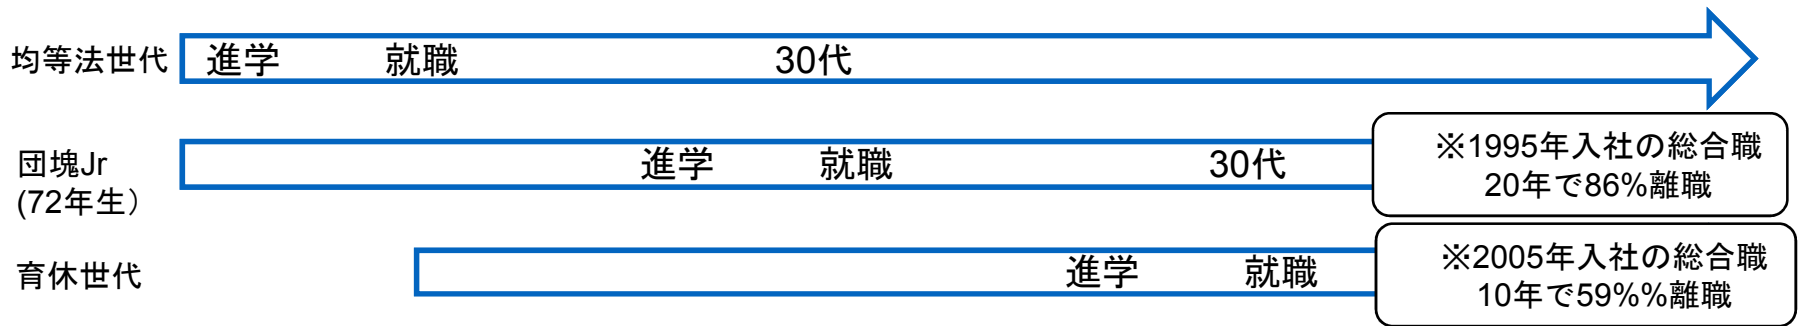 均等法世代 進学 就職 30代
団塊Jr
(72年生）
進学 就職 30代
※1995年入社の総合職
20年で86%離職
育休世代 進学 就職
※2005年入社の総合職
10年で59%%離職